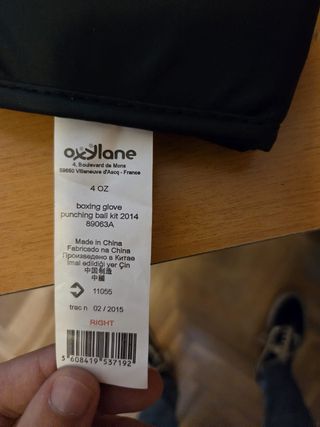 oxylane
4, Boulevard de Mons
59650 Villeneuve d'Ascq - France
4 OZ
boxing glove
punching ball kit 2014
89063A
Made in China
Fabricado na China
Произведено в Китае
İmal edildiği yer Çin
中国制造
中國
11055
trac n 02 / 2015
RIGHT
3 608419 537192